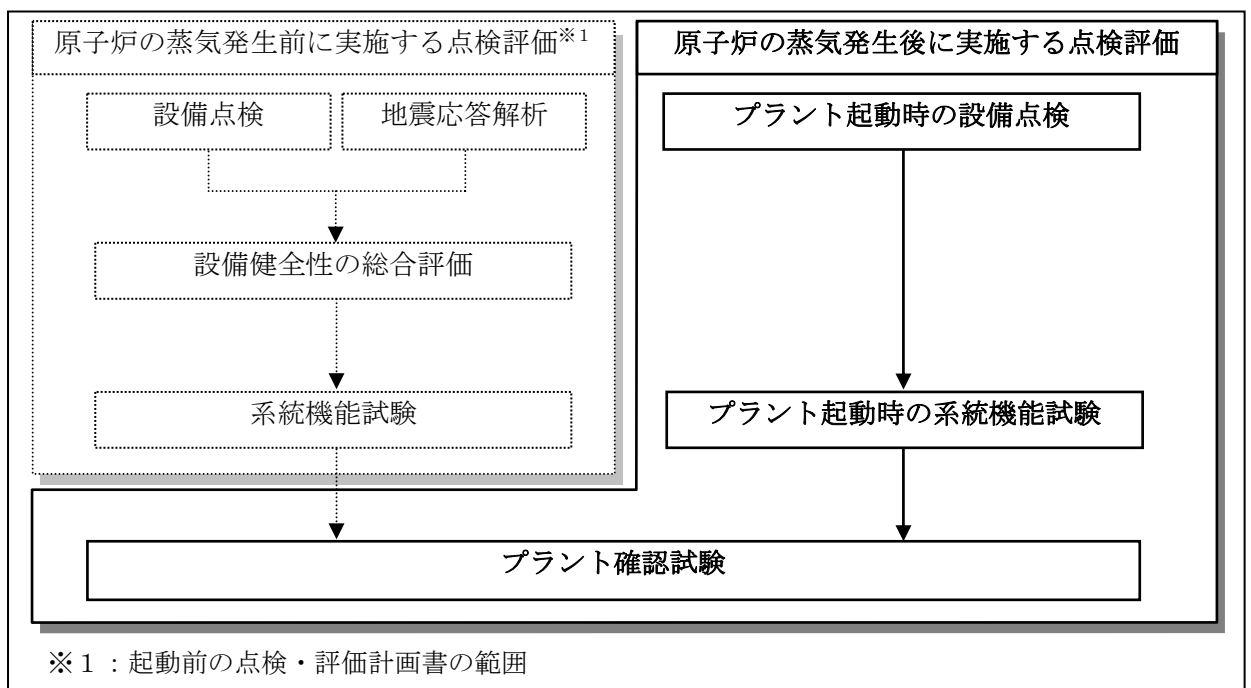 原子炉の蒸気発生前に実施する点検評価※1
設備点検
地震応答解析
設備健全性の総合評価
系統機能試験
原子炉の蒸気発生後に実施する点検評価
プラント起動時の設備点検
プラント起動時の系統機能試験
プラント確認試験
※1：起動前の点検・評価計画書の範囲